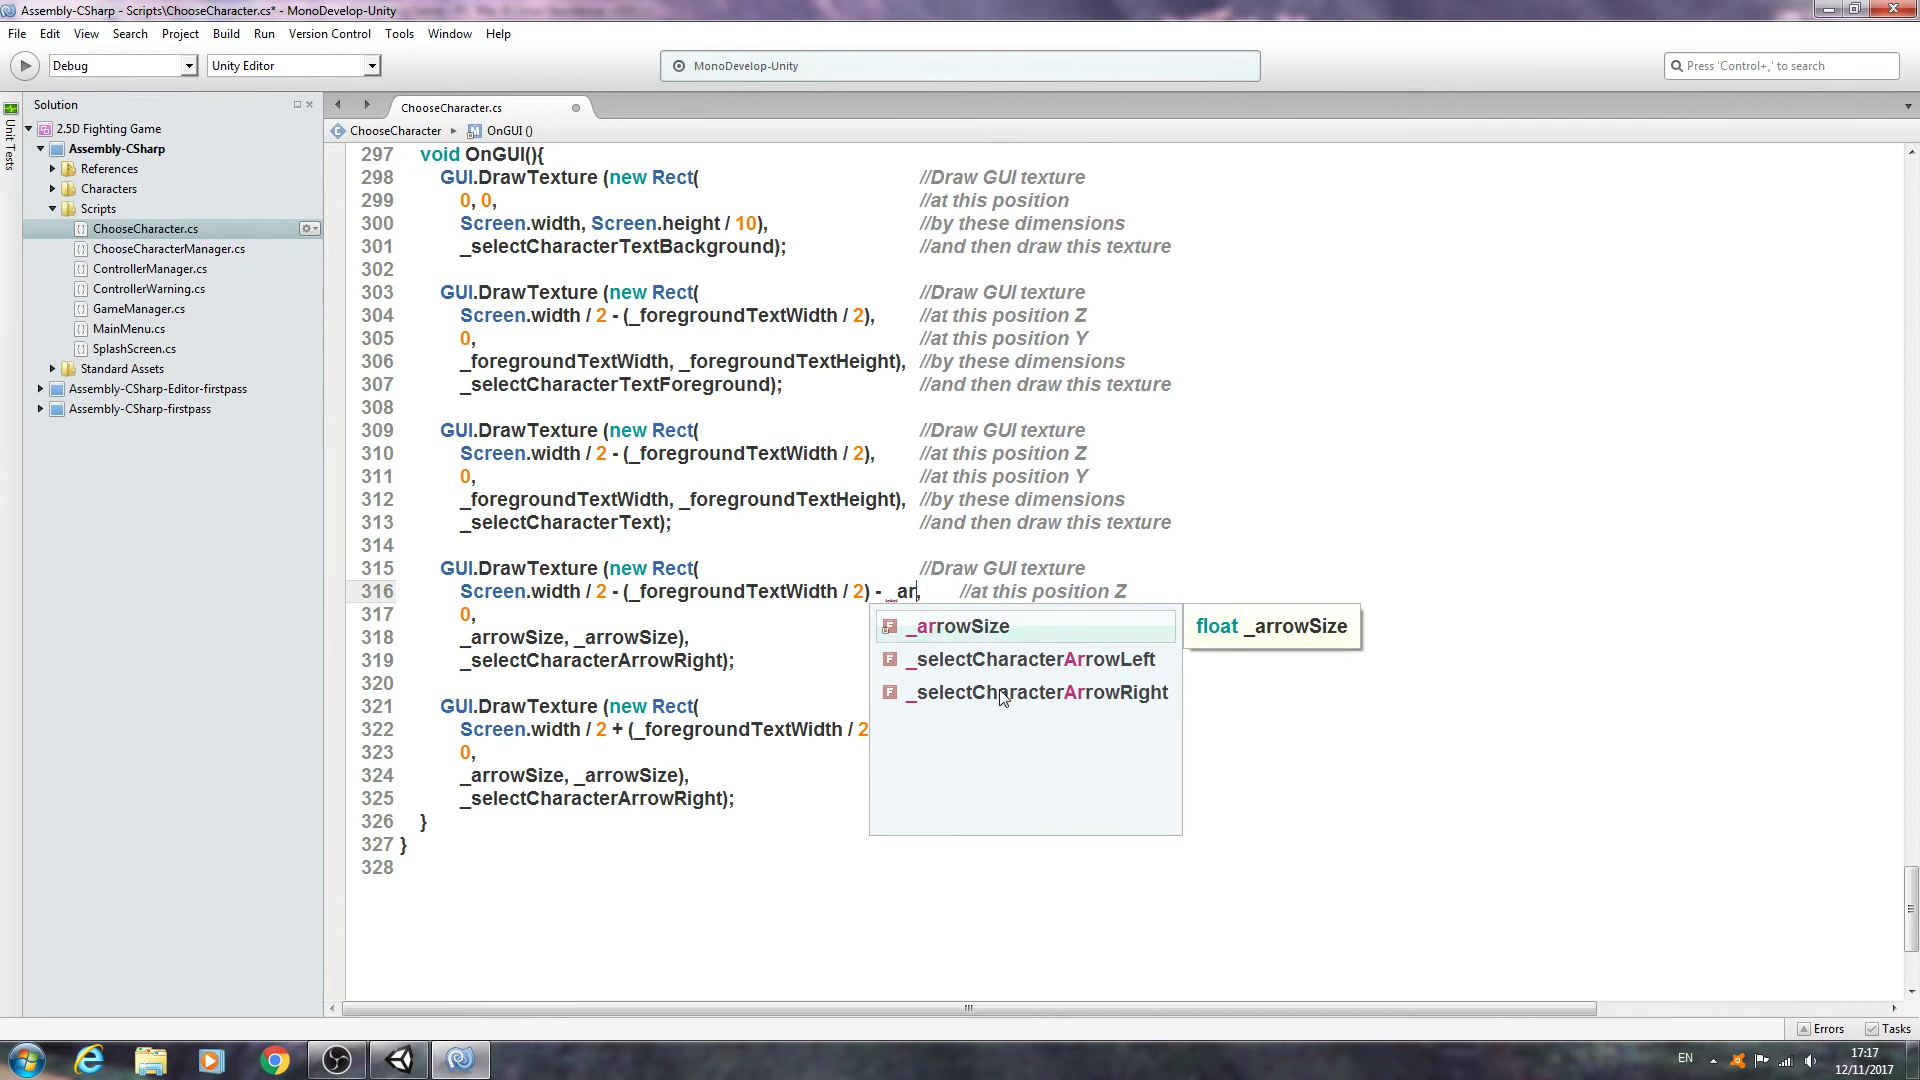 Assembly-CSharp - Scripts\ChooseCharacter.cs* - MonoDevelop-Unity
File Edit View Search Project Build Run Version Control Tools Window Help
Debug Unity Editor MonoDevelop-Unity Press 'Control+,' to search
Unit Tests
Solution
2.5D Fighting Game
Assembly-CSharp
References
Characters
Scripts
ChooseCharacter.cs
ChooseCharacterManager.cs
ControllerManager.cs
ControllerWarning.cs
GameManager.cs
MainMenu.cs
SplashScreen.cs
Standard Assets
Assembly-CSharp-Editor-firstpass
Assembly-CSharp-firstpass
ChooseCharacter.cs
ChooseCharacter OnGUI ()
297 void OnGUI(){
298 GUI.DrawTexture (new Rect( //Draw GUI texture
299 0, 0, //at this position
300 Screen.width, Screen.height / 10), //by these dimensions
301 _selectCharacterTextBackground); //and then draw this texture
302
303 GUI.DrawTexture (new Rect( //Draw GUI texture
304 Screen.width / 2 - (_foregroundTextWidth / 2), //at this position Z
305 0, //at this position Y
306 _foregroundTextWidth, _foregroundTextHeight), //by these dimensions
307 _selectCharacterTextForeground); //and then draw this texture
308
309 GUI.DrawTexture (new Rect( //Draw GUI texture
310 Screen.width / 2 - (_foregroundTextWidth / 2), //at this position Z
311 0, //at this position Y
312 _foregroundTextWidth, _foregroundTextHeight), //by these dimensions
313 _selectCharacterText); //and then draw this texture
314
315 GUI.DrawTexture (new Rect( //Draw GUI texture
316 Screen.width / 2 - (_foregroundTextWidth / 2) - _ar, //at this position Z
317 0,
318 _arrowSize, _arrowSize),
319 _selectCharacterArrowRight);
320
321 GUI.DrawTexture (new Rect(
322 Screen.width / 2 + (_foregroundTextWidth / 2
323 0,
324 _arrowSize, _arrowSize),
325 _selectCharacterArrowRight);
326 }
327 }
328
_arrowSize
_selectCharacterArrowLeft
_selectCharacterArrowRight
float _arrowSize
Errors Tasks
EN
17:17
12/11/2017